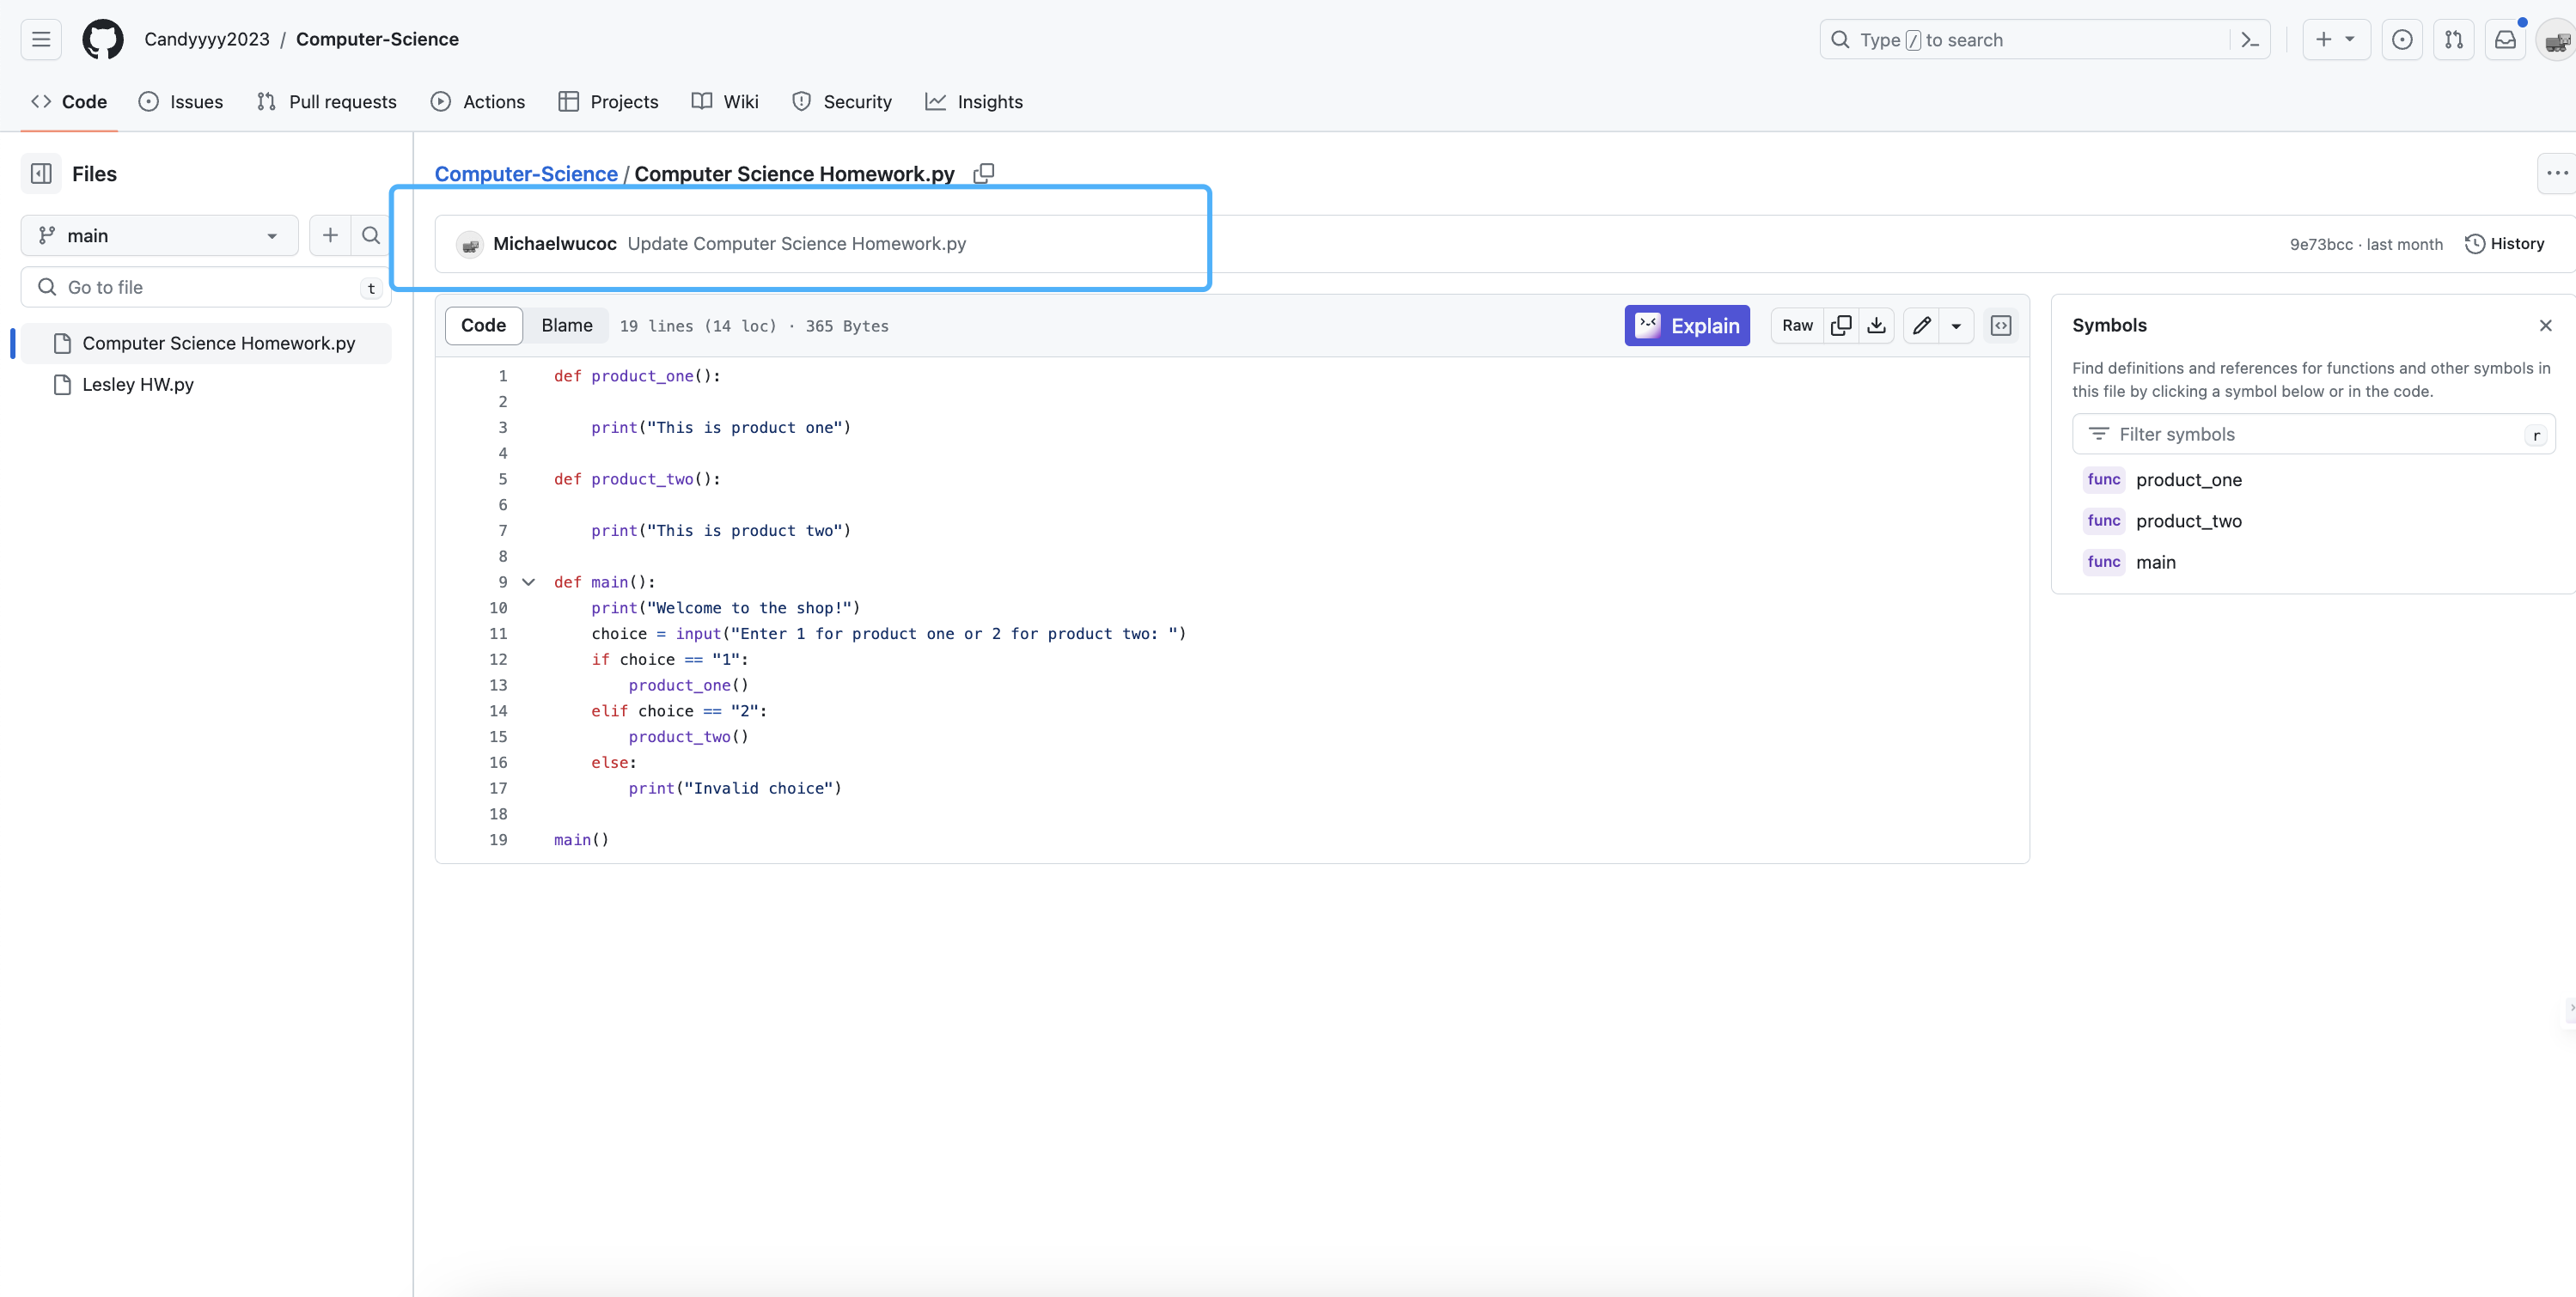 Candyyyy2023 / Computer-Science
Type / to search
Code Issues Pull requests Actions Projects Wiki Security Insights
Files
main
Go to file t
Computer Science Homework.py
Lesley HW.py
Computer-Science / Computer Science Homework.py
Michaelwucoc Update Computer Science Homework.py
9e73bcc · last month History
Code Blame 19 lines (14 loc) · 365 Bytes
Explain Raw
1 def product_one():
2
3     print("This is product one")
4
5 def product_two():
6
7     print("This is product two")
8
9 def main():
10     print("Welcome to the shop!")
11     choice = input("Enter 1 for product one or 2 for product two: ")
12     if choice == "1":
13         product_one()
14     elif choice == "2":
15         product_two()
16     else:
17         print("Invalid choice")
18
19 main()
Symbols
Find definitions and references for functions and other symbols in
this file by clicking a symbol below or in the code.
Filter symbols r
func product_one
func product_two
func main